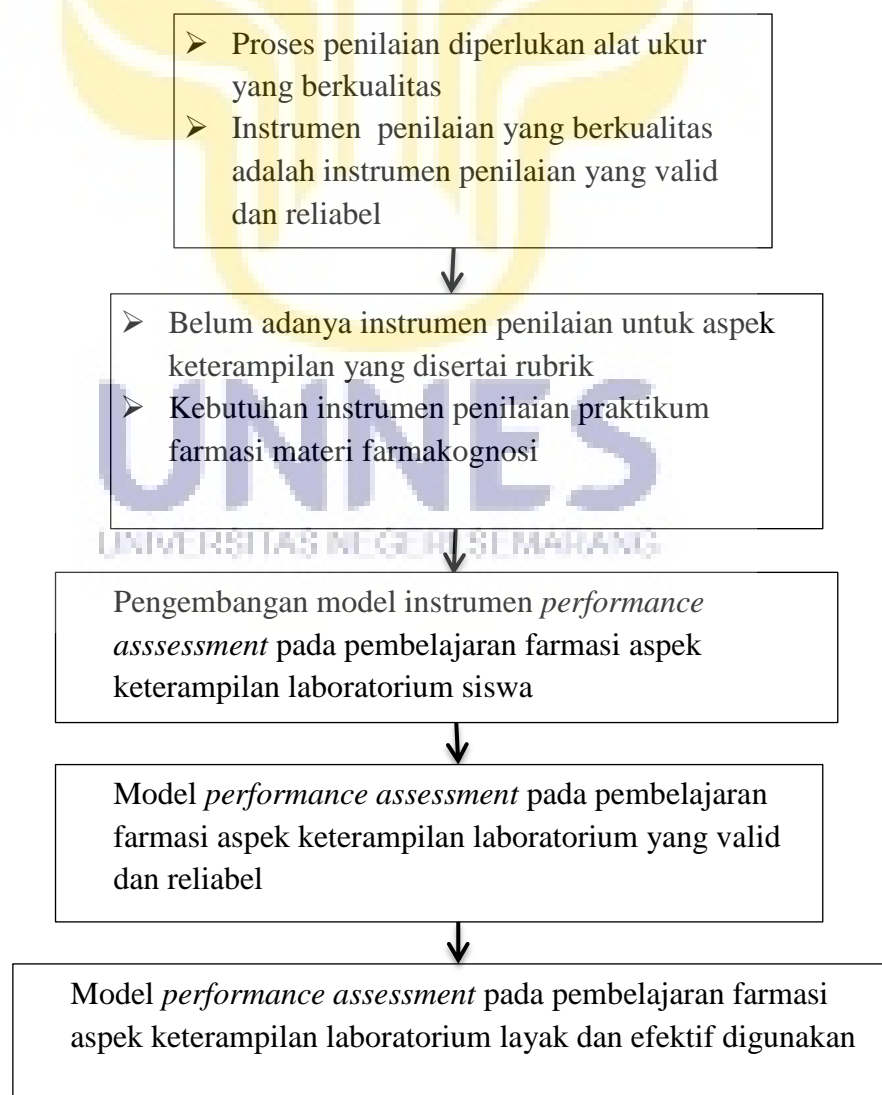 ➢ Proses penilaian diperlukan alat ukur
yang berkualitas
➢ Instrumen penilaian yang berkualitas
adalah instrumen penilaian yang valid
dan reliabel
➢ Belum adanya instrumen penilaian untuk aspek
keterampilan yang disertai rubrik
➢ Kebutuhan instrumen penilaian praktikum
farmasi materi farmakognosi
UNNES
UNIVERSITAS NEGERI SEMARANG
Pengembangan model instrumen performance
asssessment pada pembelajaran farmasi aspek
keterampilan laboratorium siswa
Model performance assessment pada pembelajaran
farmasi aspek keterampilan laboratorium yang valid
dan reliabel
Model performance assessment pada pembelajaran farmasi
aspek keterampilan laboratorium layak dan efektif digunakan